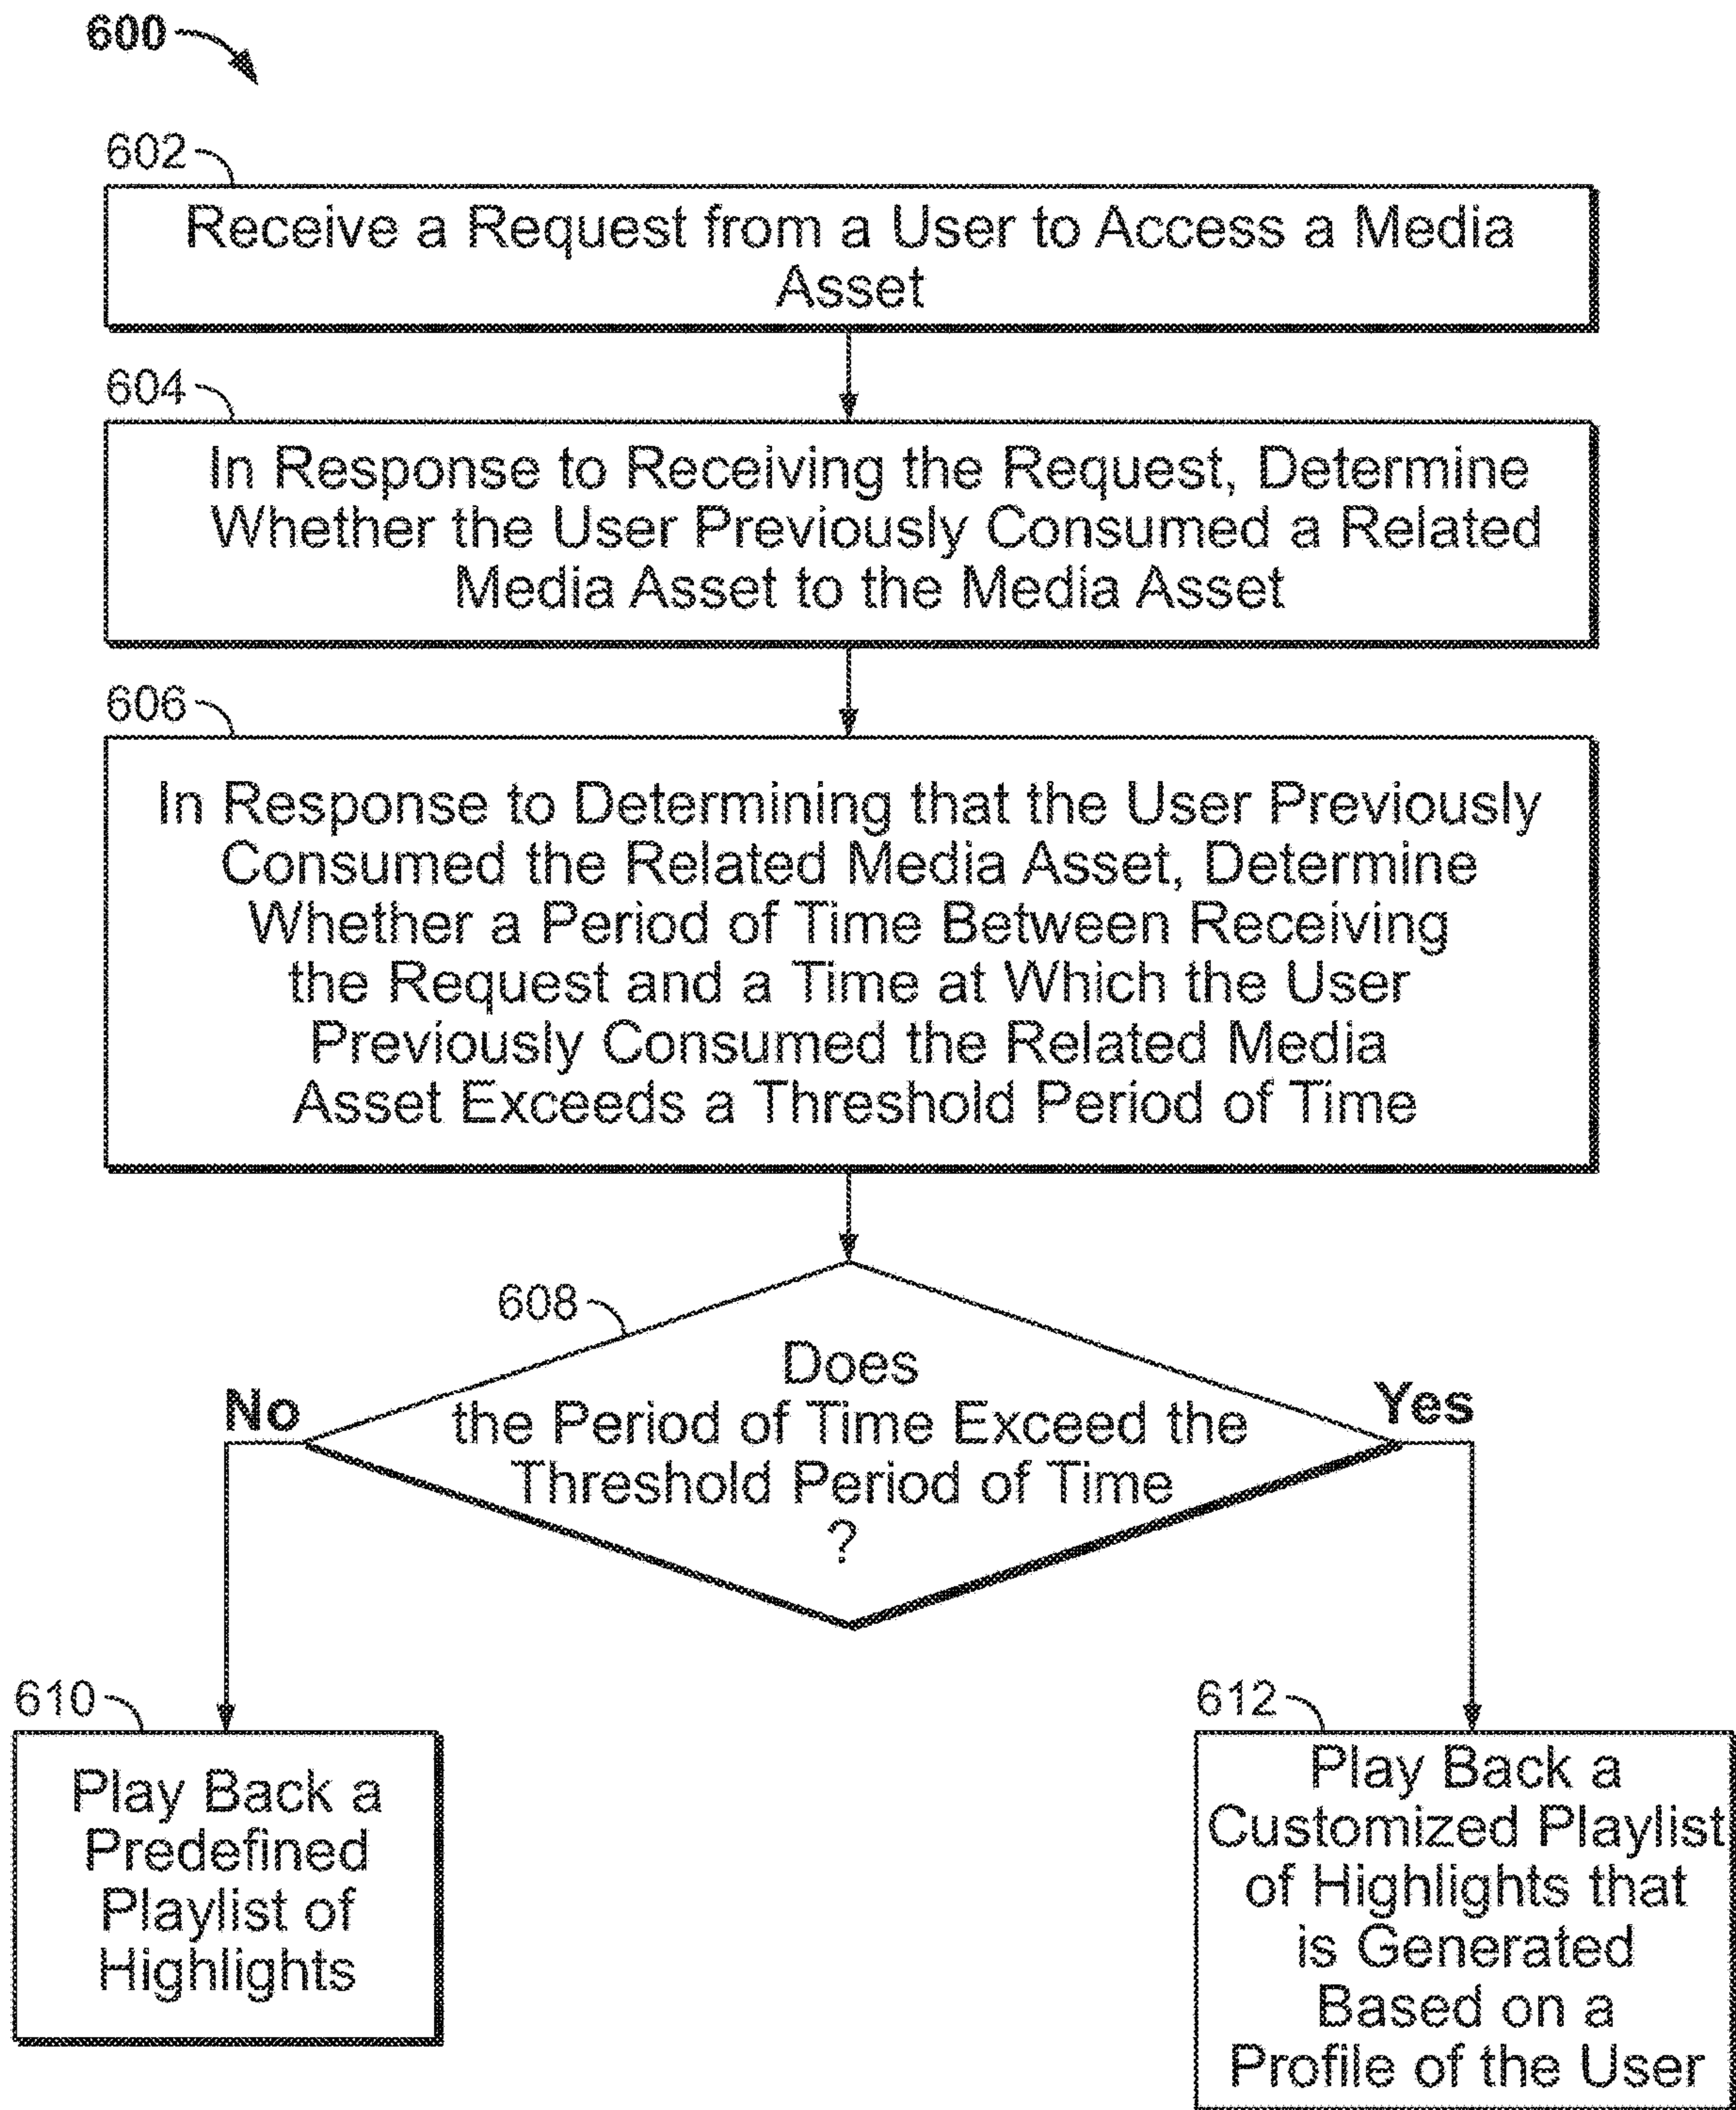 600
602
Receive a Request from a User to Access a Media
Asset
604
In Response to Receiving the Request, Determine
Whether the User Previously Consumed a Related
Media Asset to the Media Asset
606
In Response to Determining that the User Previously
Consumed the Related Media Asset, Determine
Whether a Period of Time Between Receiving
the Request and a Time at Which the User
Previously Consumed the Related Media
Asset Exceeds a Threshold Period of Time
608
Does
the Period of Time Exceed the
Threshold Period of Time
?
No
Yes
610
Play Back a
Predefined
Playlist of
Highlights
612
Play Back a
Customized Playlist
of Highlights that
is Generated
Based on a
Profile of the User